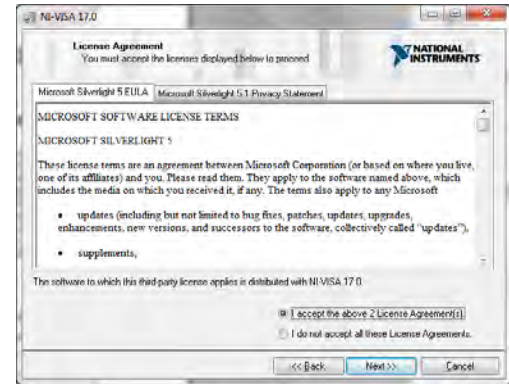 NI-VISA 17.0
License Agreement
You must accept the licenses displayed below to proceed
NATIONAL
INSTRUMENTS
Microsoft Silverlight 5 EULA
Microsoft Silverlight 5.1 Privacy Statement
MICROSOFT SOFTWARE LICENSE TERMS
MICROSOFT SILVERLIGHT 5
These license terms are an agreement between Microsoft Corporation (or based on where you live,
one of its affiliates) and you. Please read them. They apply to the software named above, which
includes the media on which you received it, if any. The terms also apply to any Microsoft
• updates (including but not limited to bug fixes, patches, updates, upgrades,
enhancements, new versions, and successors to the software, collectively called "updates"),
• supplements,
The software to which this third party license applies is distributed with NI-VISA 17.0.
I accept the above 2 License Agreement(s).
I do not accept all these License Agreements.
<< Back
Next >>
Cancel